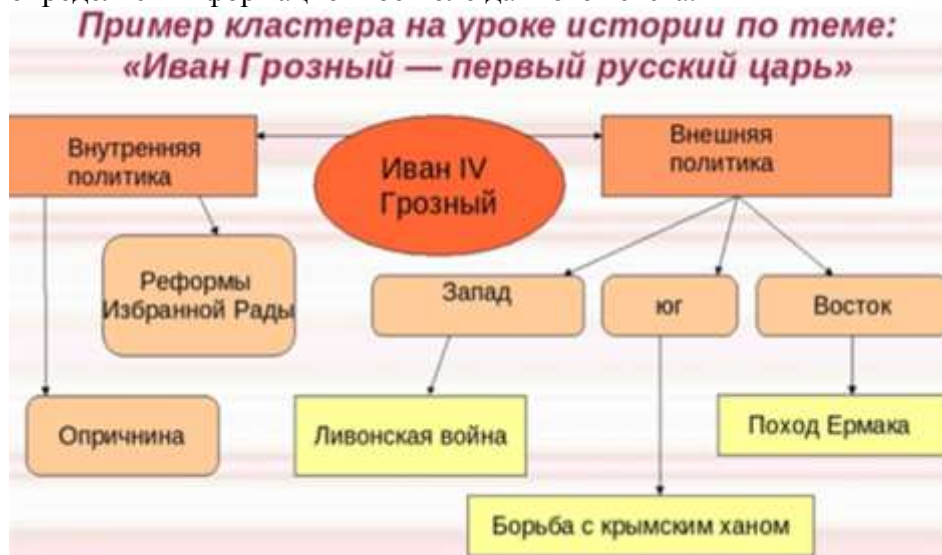 Пример кластера на уроке истории по теме:
«Иван Грозный — первый русский царь»
Внутренняя
политика
Иван IV
Грозный
Внешняя
политика
Реформы
Избранной Рады
Запад
юг
Восток
Опричнина
Ливонская война
Поход Ермака
Борьба с крымским ханом